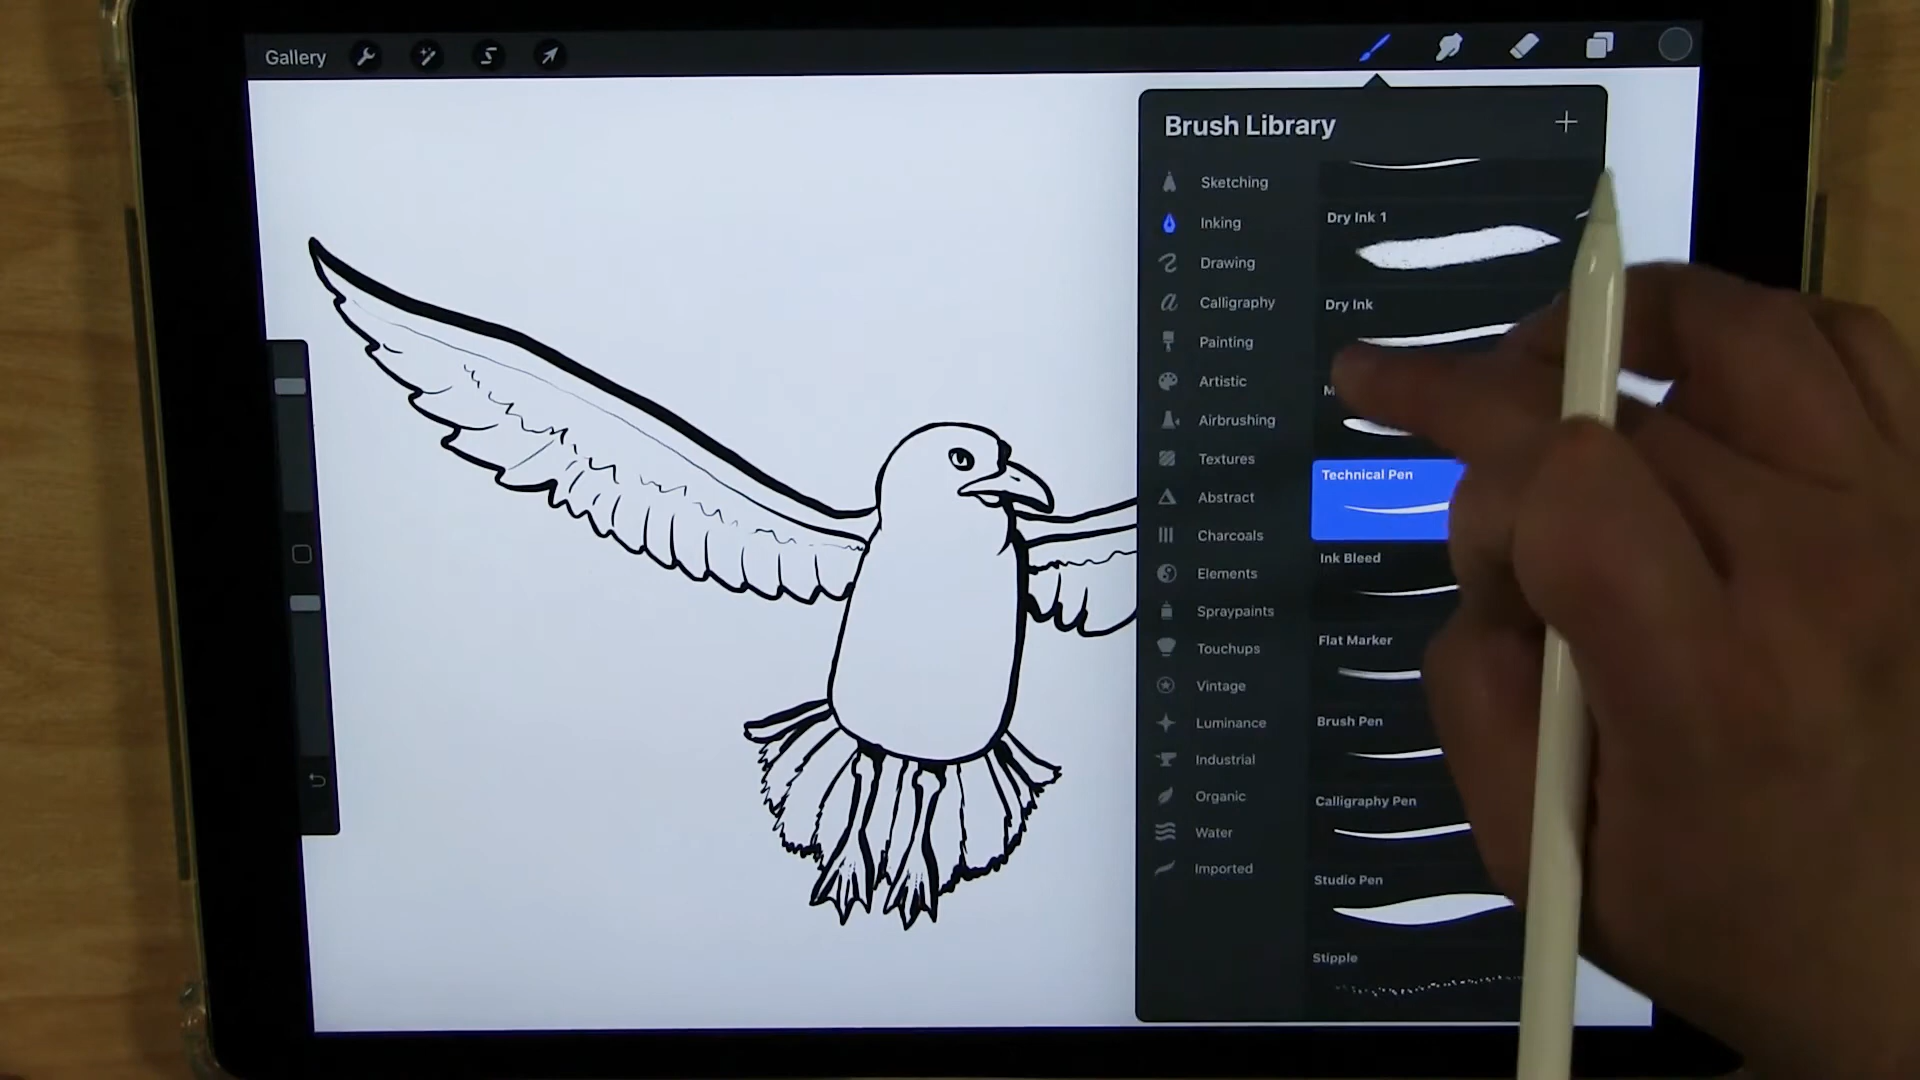 Gallery
Brush Library
Sketching
Inking
Drawing
Calligraphy
Painting
Artistic
Airbrushing
Textures
Abstract
Charcoals
Elements
Spraypaints
Touchups
Vintage
Luminance
Industrial
Organic
Water
Imported
Dry Ink 1
Dry Ink
Technical Pen
Ink Bleed
Flat Marker
Brush Pen
Calligraphy Pen
Studio Pen
Stipple